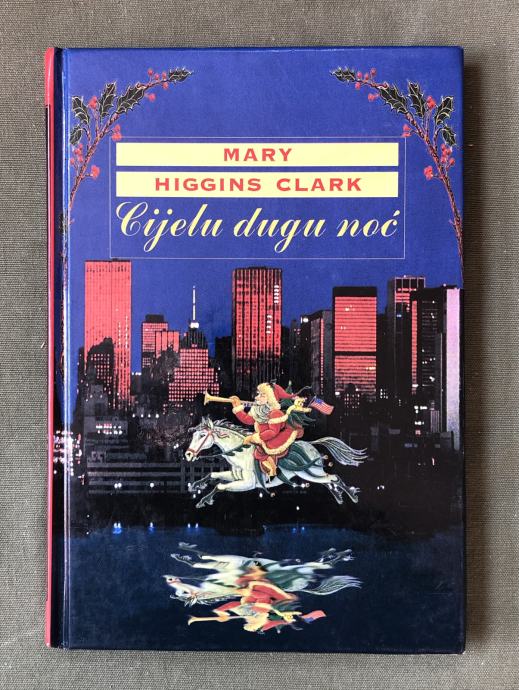 MARY
HIGGINS CLARK
Cijelu dugu noć